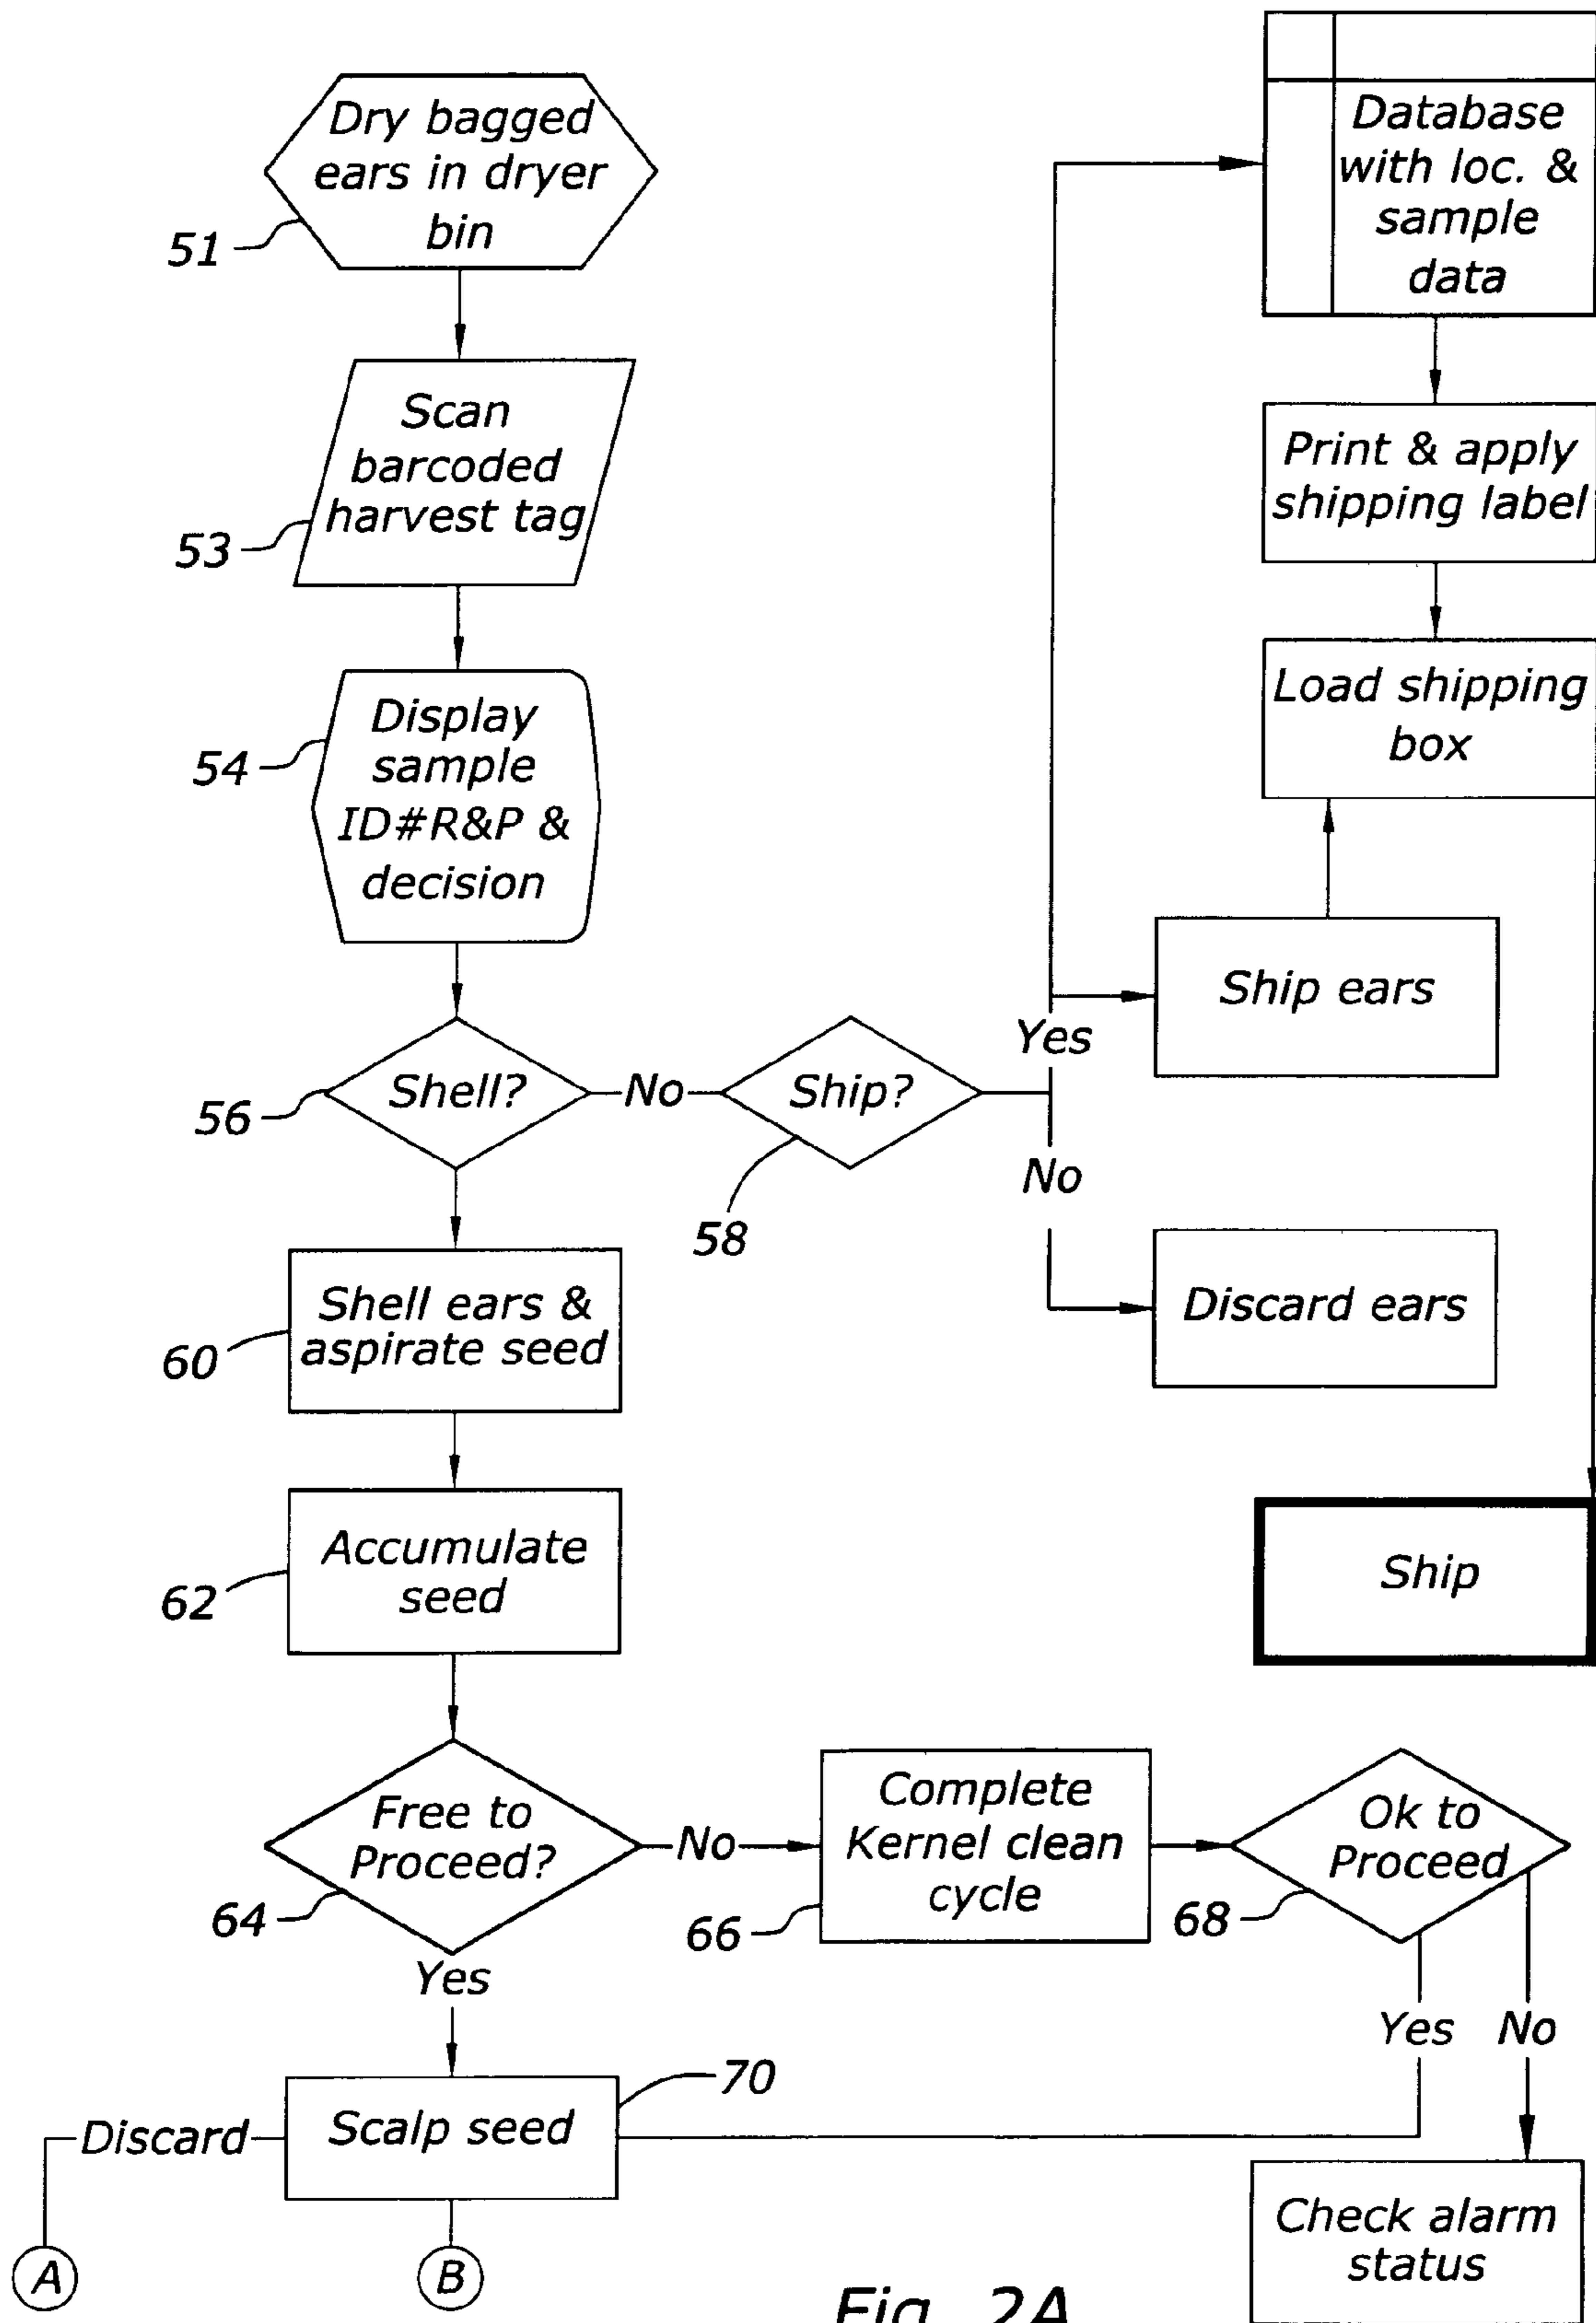 Dry bagged
ears in dryer
bin
51
Scan
barcoded
harvest tag
53
Display
sample
ID#R&P &
decision
54
Shell?
56
No
Ship?
58
Yes
No
Database
with loc. &
sample
data
Print & apply
shipping label
Load shipping
box
Ship ears
Discard ears
Ship
Shell ears &
aspirate seed
60
Accumulate
seed
62
Free to
Proceed?
64
No
Complete
Kernel clean
cycle
66
Ok to
Proceed
68
Yes
Yes
No
Scalp seed
70
Discard
A
B
Check alarm
status
Fig. 2A